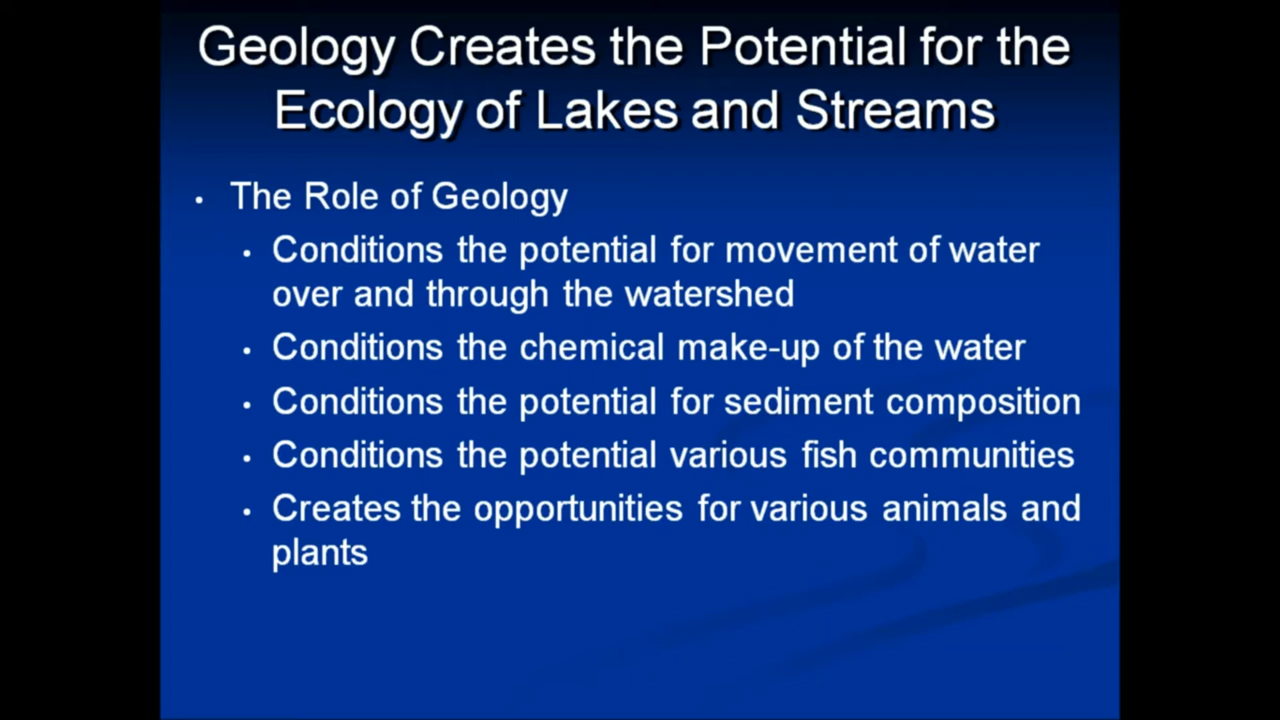 Geology Creates the Potential for the
Ecology of Lakes and Streams
• The Role of Geology
• Conditions the potential for movement of water
over and through the watershed
• Conditions the chemical make-up of the water
• Conditions the potential for sediment composition
• Conditions the potential various fish communities
• Creates the opportunities for various animals and
plants